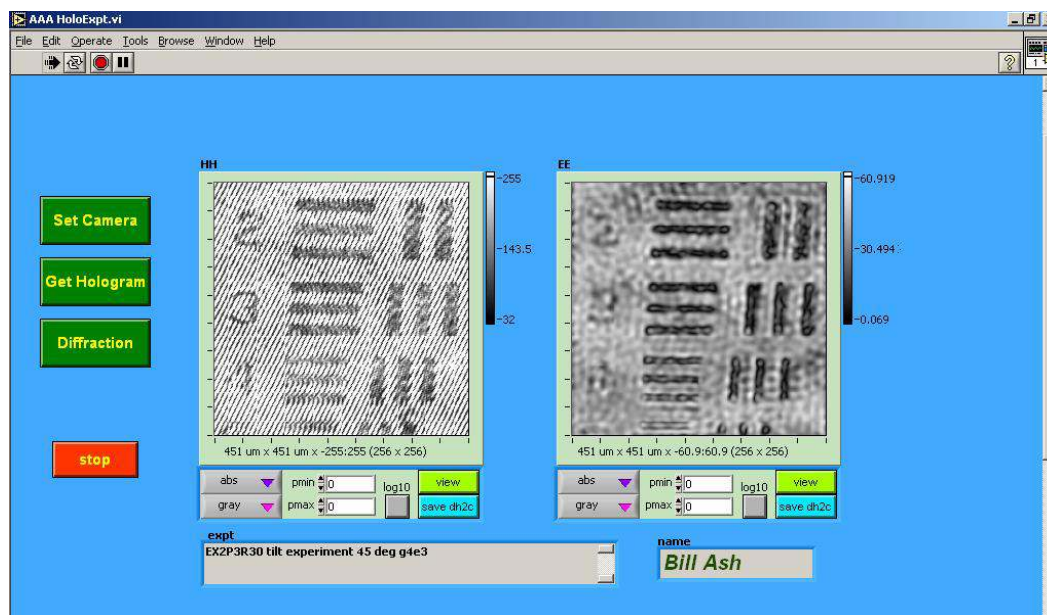 AAA HoloExpt.vi
File Edit Operate Tools Browse Window Help
?
1
HH
EE
255
143.5
32
60.919
30.494
0.069
Set Camera
Get Hologram
Diffraction
stop
2
3
451 um x 451 um x -255:255 (256 x 256)
451 um x 451 um x -60.9:60.9 (256 x 256)
abs pmin 0 log10 view
gray pmax 0 save dh2c
abs pmin 0 log10 view
gray pmax 0 save dh2c
expt
EX2P3R30 tilt experiment 45 deg g4e3
name
Bill Ash